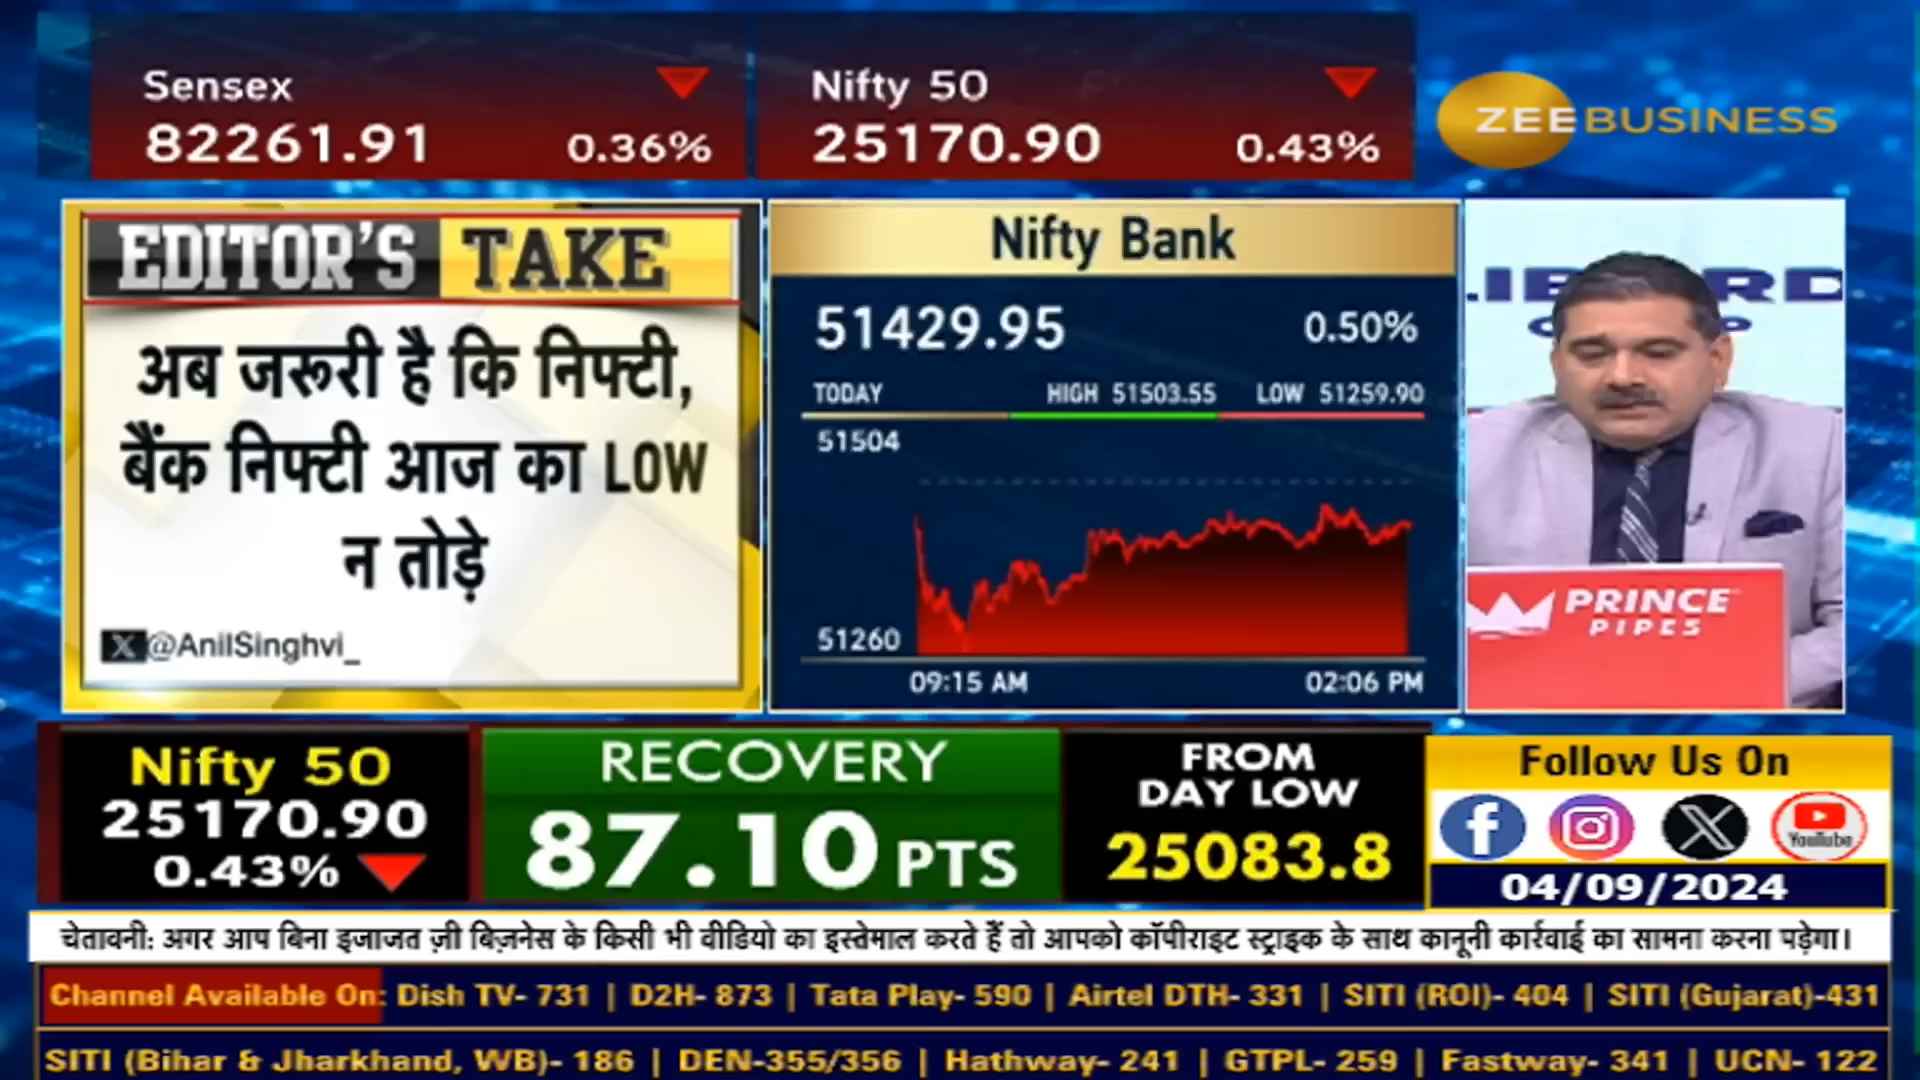 Sensex
82261.91 0.36%
Nifty 50
25170.90 0.43%
ZEEBUSINESS
EDITOR'S TAKE
अब जरूरी है कि निफ्टी,
बैंक निफ्टी आज का LOW
न तोड़े
X@AnilSinghvi_
Nifty Bank
51429.95 0.50%
TODAY HIGH 51503.55 LOW 51259.90
51504
51260
09:15 AM 02:06 PM
PRINCE
PIPES
Nifty 50
25170.90
0.43%
RECOVERY
87.10 PTS
FROM
DAY LOW
25083.8
Follow Us On
YouTube
04/09/2024
चेतावनी: अगर आप बिना इजाजत ज़ी बिज़नेस के किसी भी वीडियो का इस्तेमाल करते हैं तो आपको कॉपीराइट स्ट्राइक के साथ कानूनी कार्रवाई का सामना करना पड़ेगा।
Channel Available On: Dish TV- 731 | D2H- 873 | Tata Play- 590 | Airtel DTH- 331 | SITI (ROI)- 404 | SITI (Gujarat)-431
SITI (Bihar & Jharkhand, WB)- 186 | DEN-355/356 | Hathway- 241 | GTPL- 259 | Fastway- 341 | UCN- 122